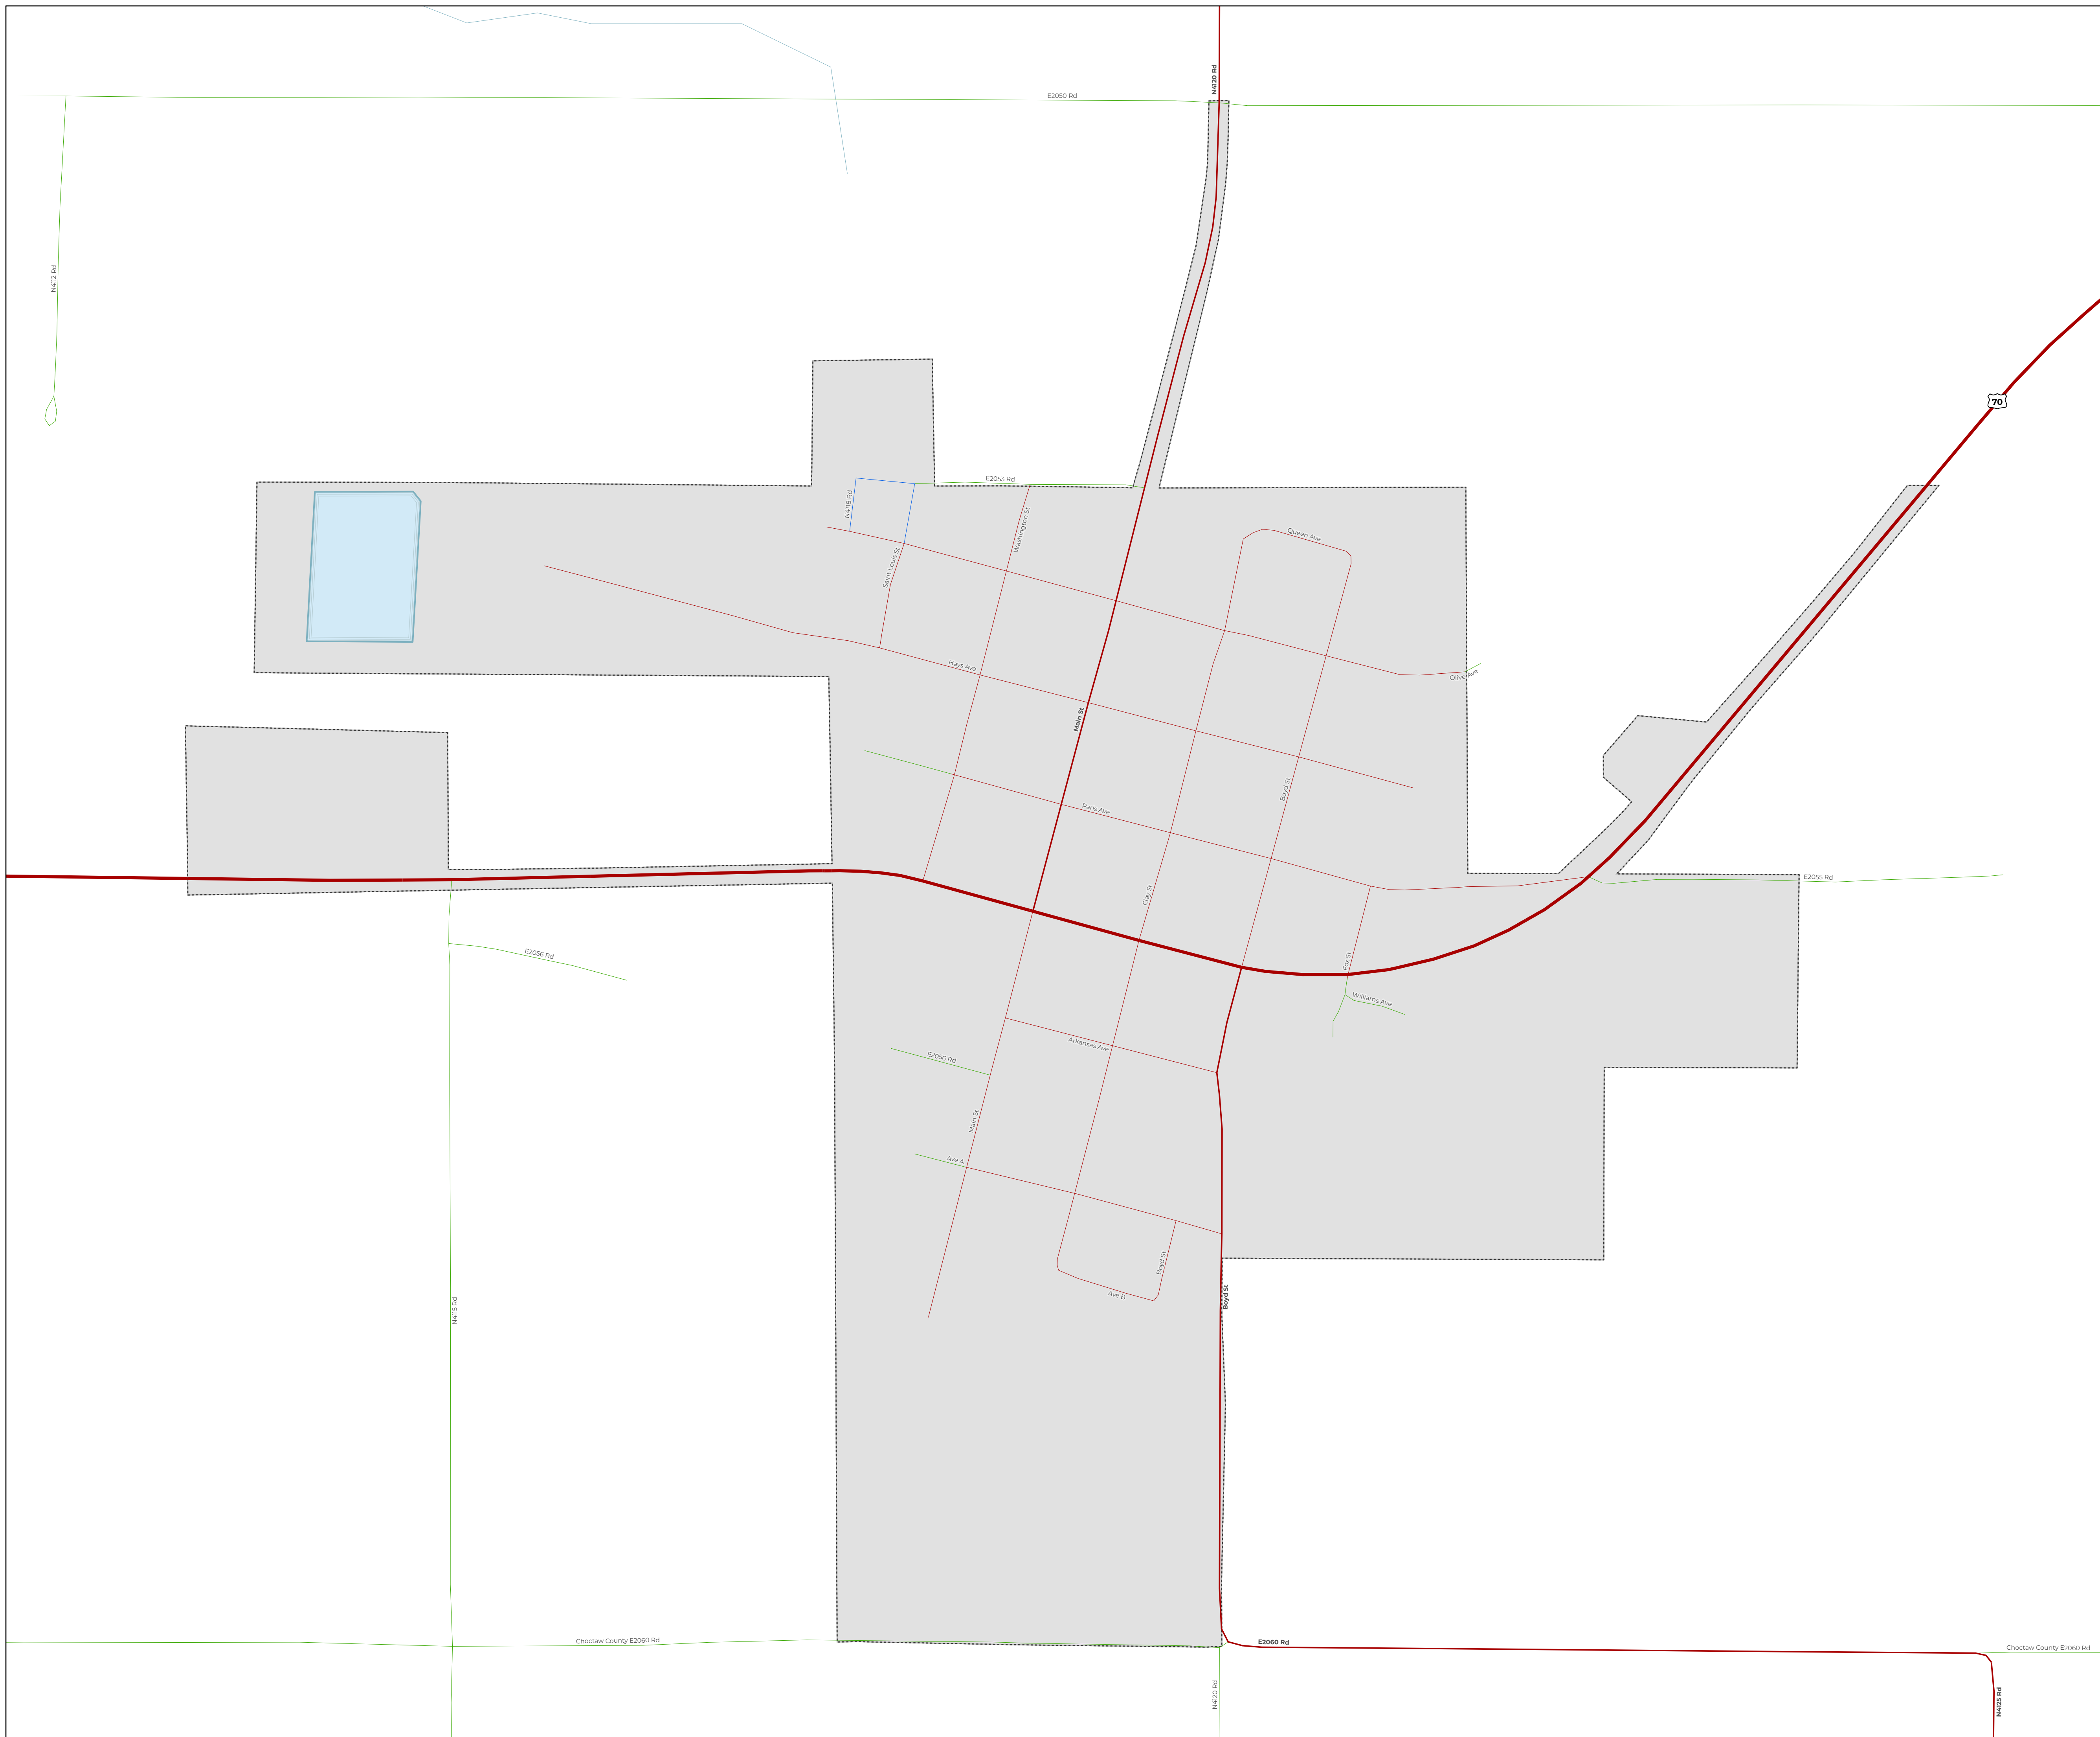 N4120 Rd
E2050 Rd
N4112 Rd
70
E2053 Rd
N4118 Rd
Washington St
Queen Ave
Saint Louis St
Hays Ave
Olive Ave
Main St
Boyd St
Paris Ave
E2055 Rd
Clay St
E2056 Rd
Fox St
Williams Ave
Arkansas Ave
E2056 Rd
Main St
Ave A
Boyd St
Ave B
Boyd St
N4115 Rd
Choctaw County E2060 Rd
E2060 Rd
Choctaw County E2060 Rd
N4120 Rd
N4125 Rd